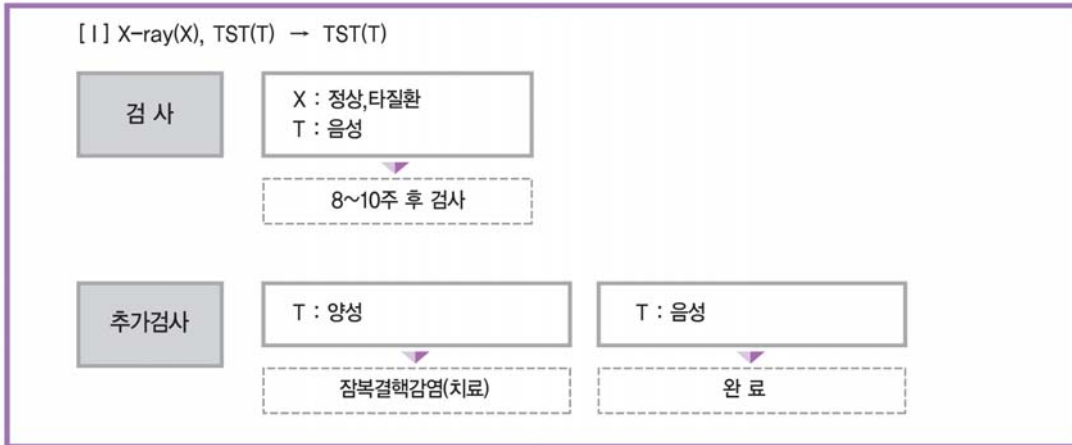 [ I ] X-ray(X), TST(T) → TST(T)
검 사
X : 정상,타질환
T : 음성
8~10주 후 검사
추가검사
T : 양성
T : 음성
잠복결핵감염(치료)
완 료